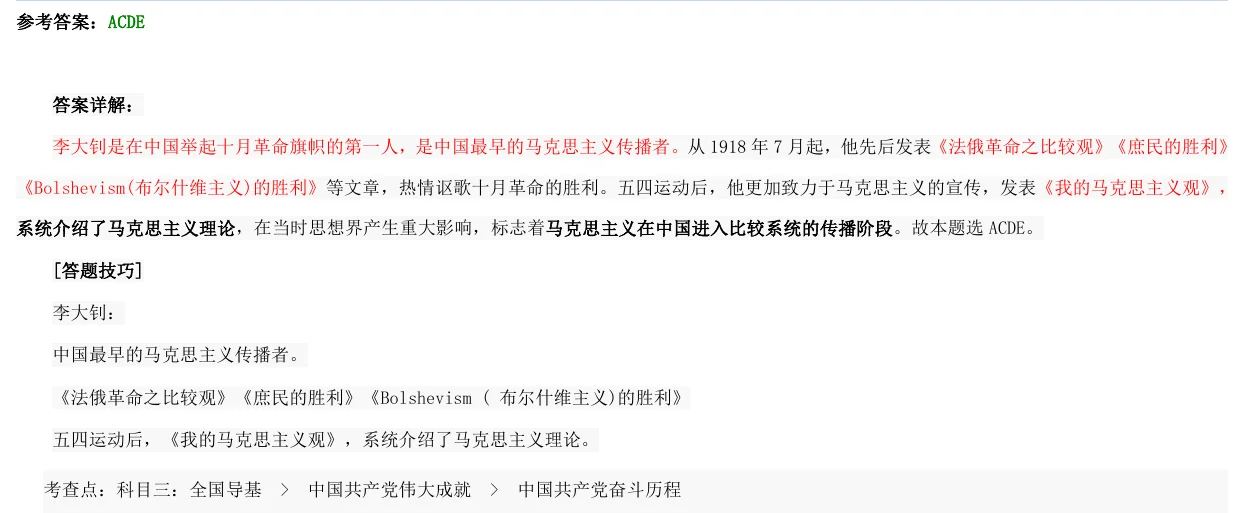 参考答案：ACDE
答案详解：
李大钊是在中国举起十月革命旗帜的第一人，是中国最早的马克思主义传播者。从 1918 年 7 月起，他先后发表《法俄革命之比较观》《庶民的胜利》
《Bolshevism(布尔什维主义)的胜利》等文章，热情讴歌十月革命的胜利。五四运动后，他更加致力于马克思主义的宣传，发表《我的马克思主义观》，
系统介绍了马克思主义理论，在当时思想界产生重大影响，标志着马克思主义在中国进入比较系统的传播阶段。故本题选 ACDE。
[答题技巧]
李大钊：
中国最早的马克思主义传播者。
《法俄革命之比较观》《庶民的胜利》《Bolshevism ( 布尔什维主义)的胜利》
五四运动后，《我的马克思主义观》，系统介绍了马克思主义理论。
考查点：科目三：全国导基 > 中国共产党伟大成就 > 中国共产党奋斗历程